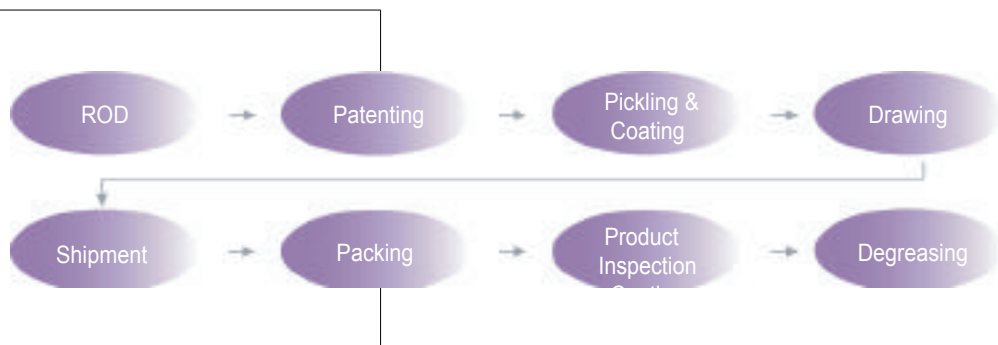 ROD
Patenting
Pickling &
Coating
Drawing
Shipment
Packing
Product
Inspection
Degreasing